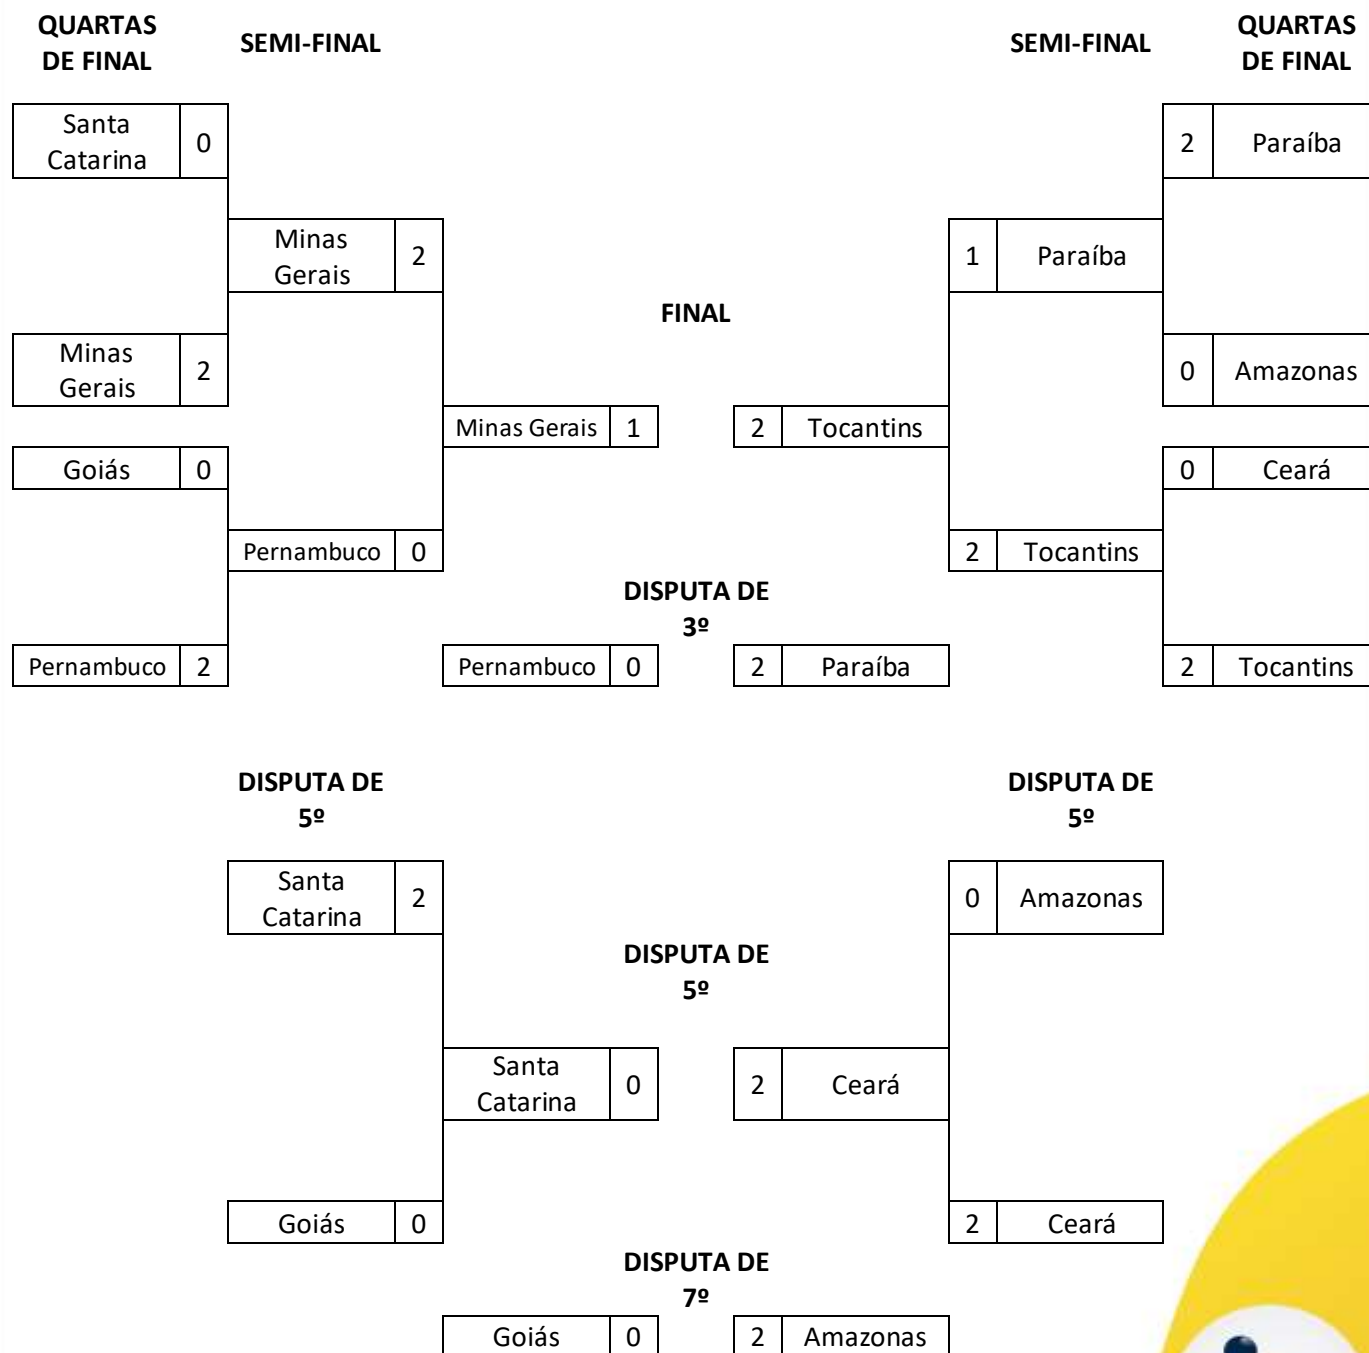 QUARTAS
DE FINAL
SEMI-FINAL
SEMI-FINAL
QUARTAS
DE FINAL
Santa
Catarina
0
2
Paraíba
Minas
Gerais
2
1
Paraíba
FINAL
Minas
Gerais
2
0
Amazonas
Minas Gerais
1
2
Tocantins
Goiás
0
0
Ceará
Pernambuco
0
2
Tocantins
DISPUTA DE
3º
Pernambuco
2
Pernambuco
0
2
Paraíba
2
Tocantins
DISPUTA DE
5º
DISPUTA DE
5º
Santa
Catarina
2
0
Amazonas
DISPUTA DE
5º
Santa
Catarina
0
2
Ceará
Goiás
0
2
Ceará
DISPUTA DE
7º
Goiás
0
2
Amazonas